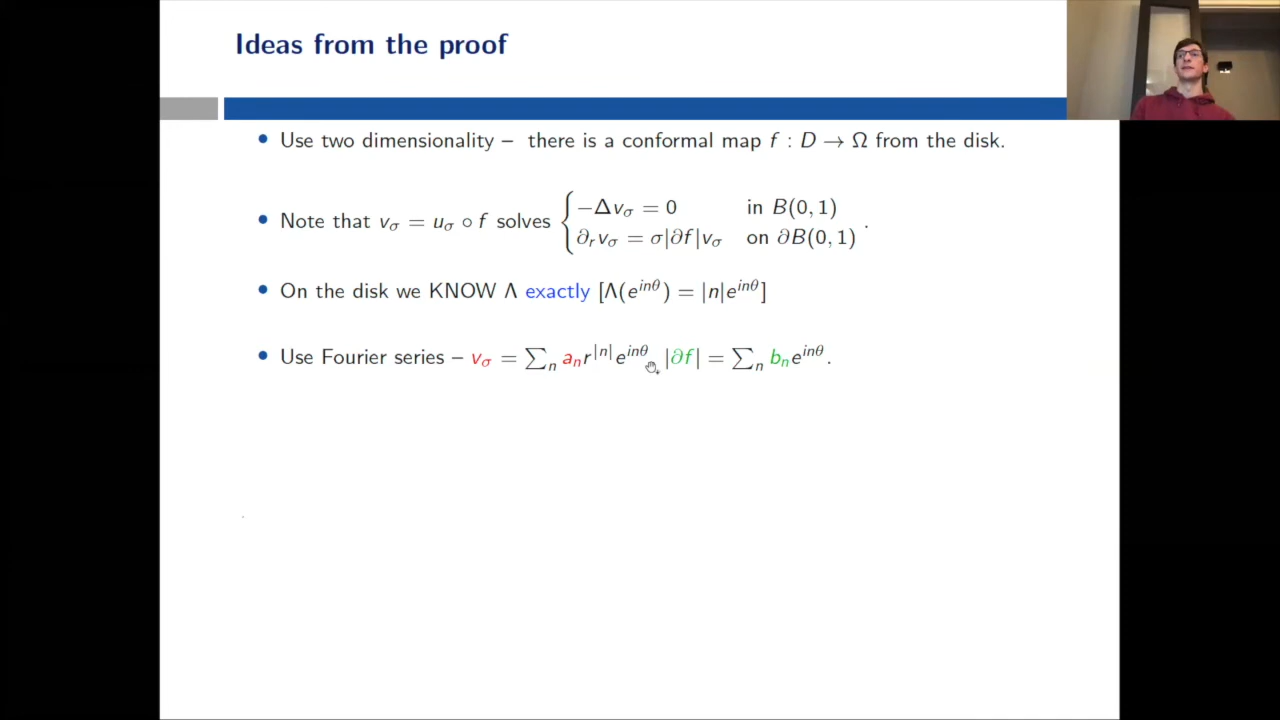 Ideas from the proof
• Use two dimensionality – there is a conformal map f : D → Ω from the disk.
• Note that v_σ = u_σ ∘ f solves { −Δv_σ = 0 in B(0, 1)
∂_r v_σ = σ|∂f|v_σ on ∂B(0, 1) .
• On the disk we KNOW Λ exactly [Λ(e^{inθ}) = |n|e^{inθ}]
• Use Fourier series – v_σ = ∑_n a_n r^{|n|} e^{inθ} |∂f| = ∑_n b_n e^{inθ}.